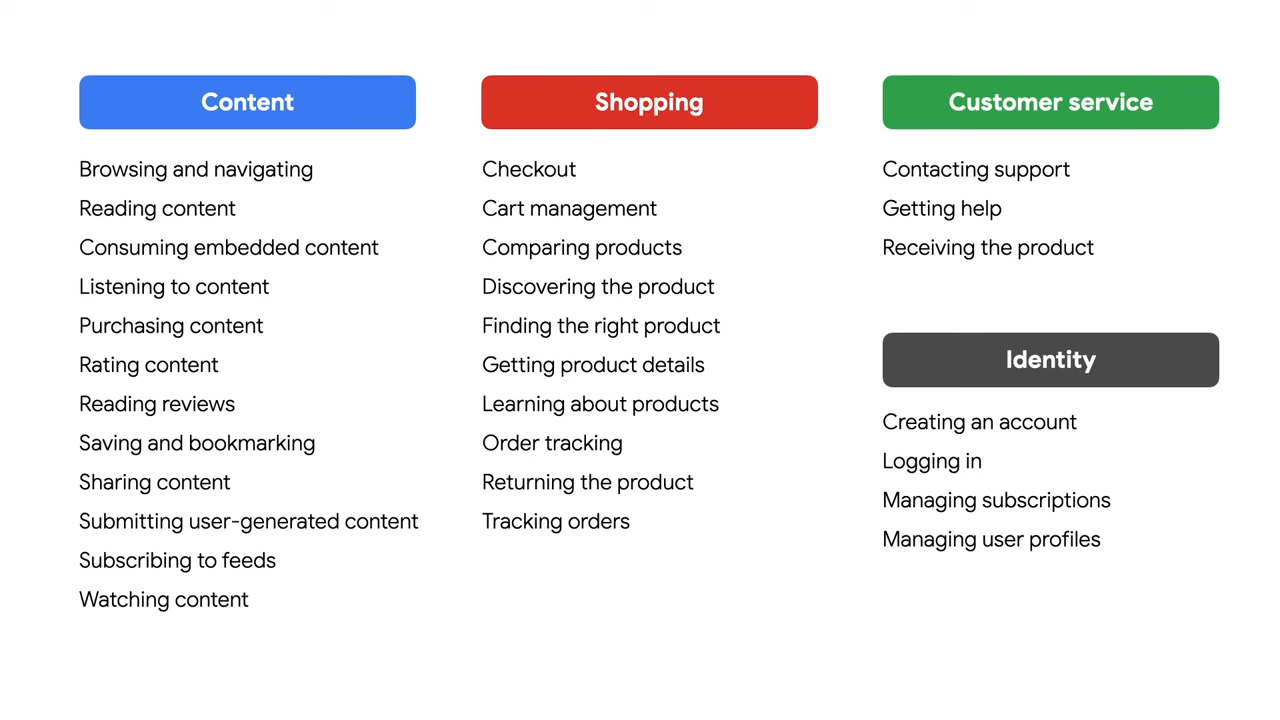 Content
Browsing and navigating
Reading content
Consuming embedded content
Listening to content
Purchasing content
Rating content
Reading reviews
Saving and bookmarking
Sharing content
Submitting user-generated content
Subscribing to feeds
Watching content
Shopping
Checkout
Cart management
Comparing products
Discovering the product
Finding the right product
Getting product details
Learning about products
Order tracking
Returning the product
Tracking orders
Customer service
Contacting support
Getting help
Receiving the product
Identity
Creating an account
Logging in
Managing subscriptions
Managing user profiles